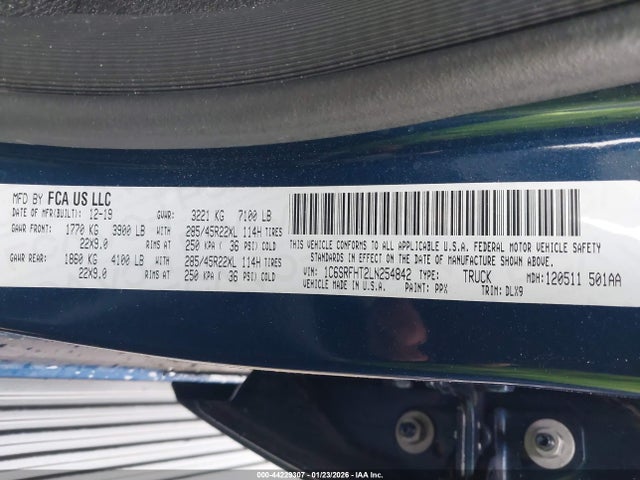 MFD BY FCA US LLC
DATE OF MFR(BUILT): 12-19 GVWR: 3221 KG 7100 LB
GAWR FRONT: 1770 KG 3900 LB WITH 285/45R22XL 114H TIRES
22X9.0 RIMS AT 250 KPA ( 36 PSI) COLD
GAWR REAR: 1860 KG 4100 LB WITH 285/45R22XL 114H TIRES
22X9.0 RIMS AT 250 KPA ( 36 PSI) COLD
THIS VEHICLE CONFORMS TO ALL APPLICABLE U.S.A. FEDERAL MOTOR VEHICLE SAFETY
STANDARDS IN EFFECT ON THE DATE OF MANUFACTURE SHOWN ABOVE.
VIN: 1C6SRFHT2LN254842 TYPE: TRUCK MDH: 120511 501AA
VEHICLE MADE IN U.S.A. PAINT: PPX TRIM: DLX9
000-44229307 - 01/23/2026 - IAAI.COM